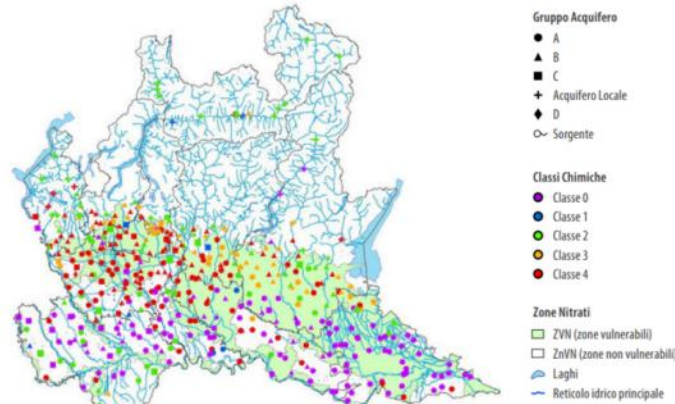 Gruppo Acquifero
A
B
C
Acquifero Locale
D
Sorgente
Classi Chimiche
Classe 0
Classe 1
Classe 2
Classe 3
Classe 4
Zone Nitrati
ZVN (zone vulnerabili)
ZnVN (zone non vulnerabili)
Laghi
Reticolo idrico principale